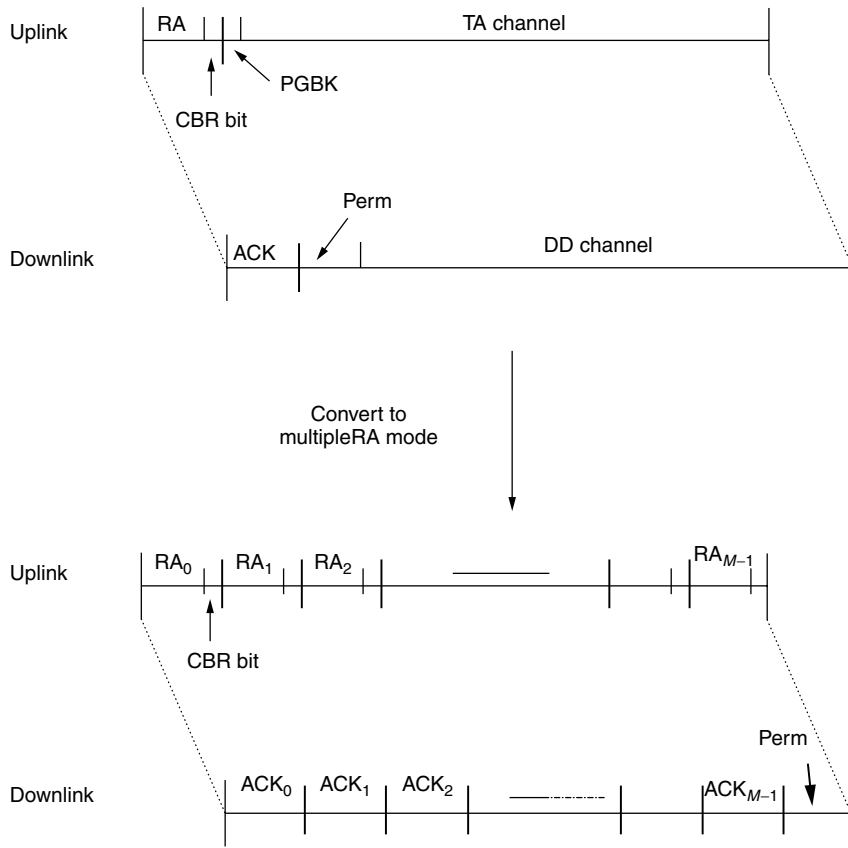 Uplink
RA
TA channel
PGBK
CBR bit
Perm
Downlink
ACK
DD channel
Convert to
multipleRA mode
Uplink
RA0
RA1
RA2
RAM−1
CBR bit
Perm
Downlink
ACK0
ACK1
ACK2
ACKM−1